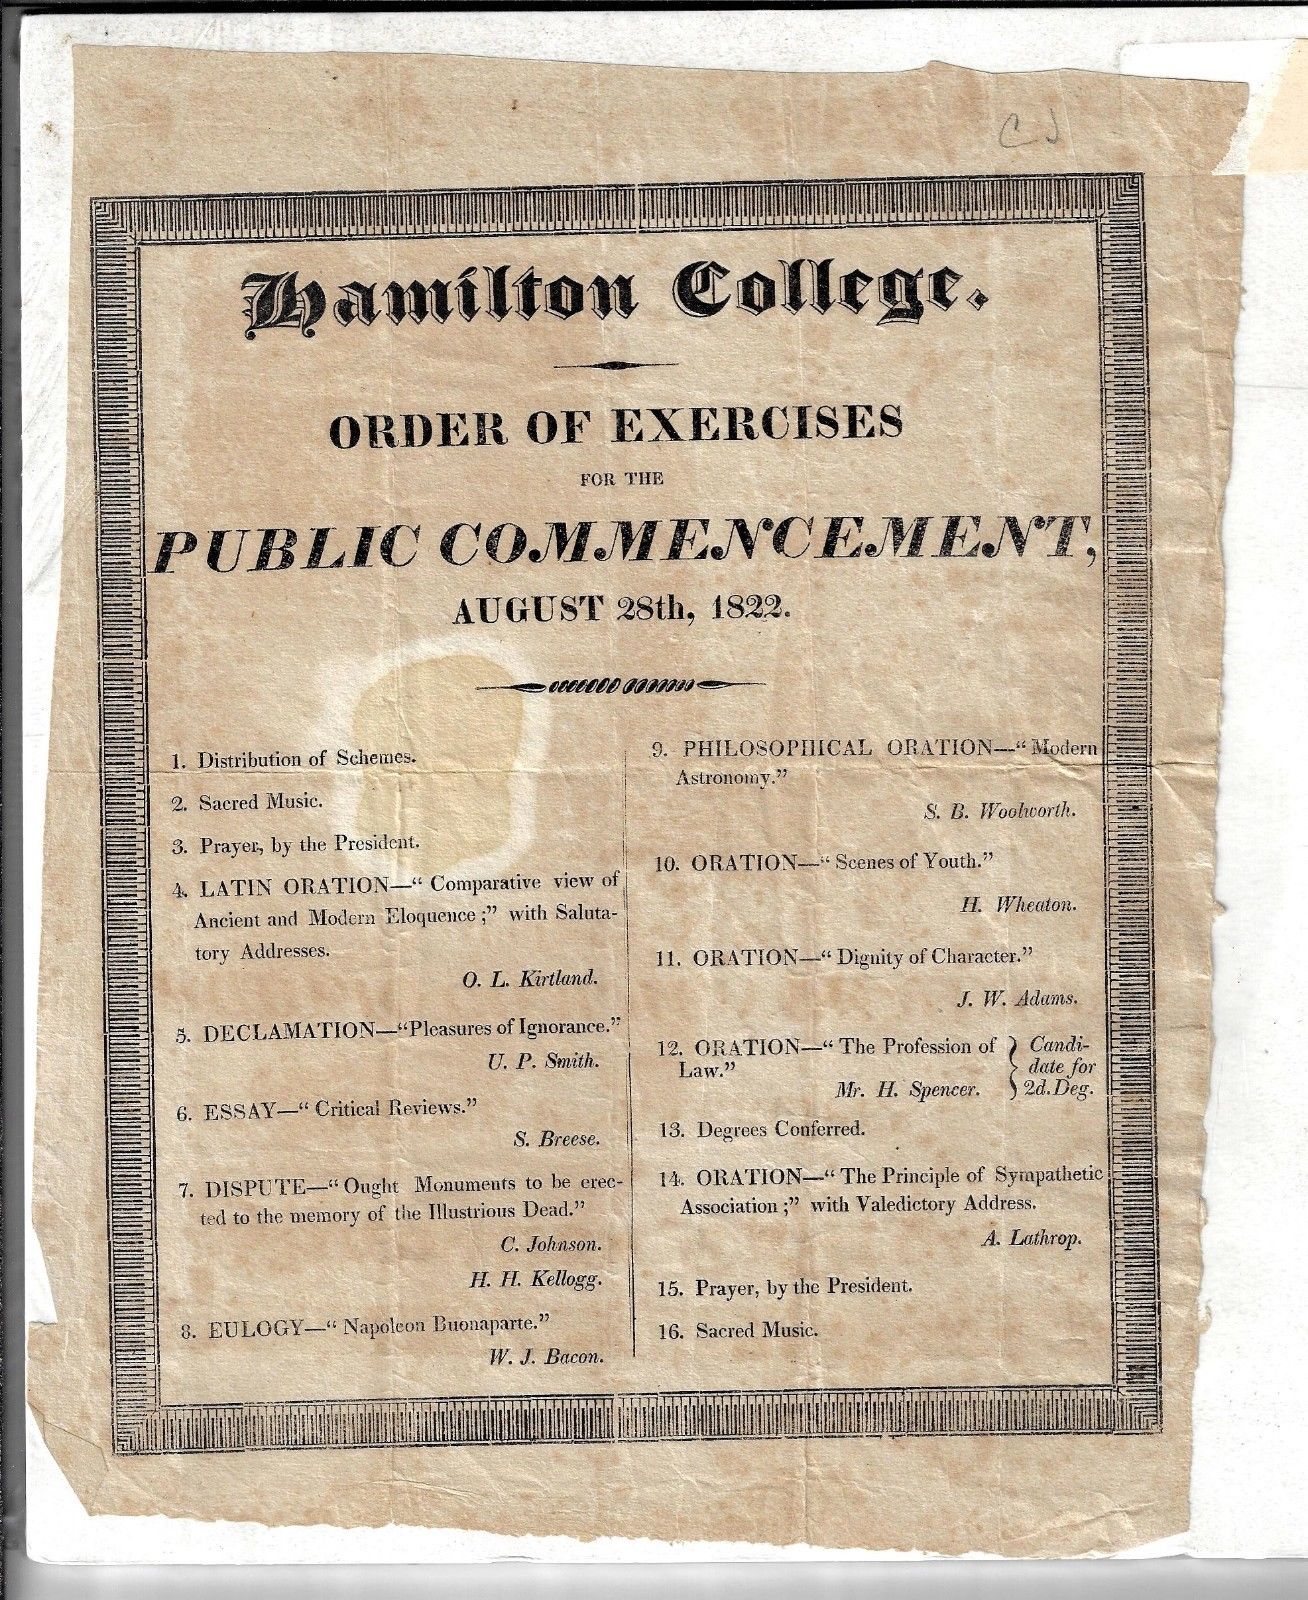 C J
Hamilton College.
ORDER OF EXERCISES
FOR THE
PUBLIC COMMENCEMENT,
AUGUST 28th, 1822.
1. Distribution of Schemes.
2. Sacred Music.
3. Prayer, by the President.
4. LATIN ORATION—“ Comparative view of
Ancient and Modern Eloquence ;” with Saluta-
tory Addresses.
O. L. Kirtland.
5. DECLAMATION—“Pleasures of Ignorance.”
U. P. Smith.
6. ESSAY—“ Critical Reviews.”
S. Breese.
7. DISPUTE—“ Ought Monuments to be erec-
ted to the memory of the Illustrious Dead.”
C. Johnson.
H. H. Kellogg.
8. EULOGY—“ Napoleon Buonaparte.”
W. J. Bacon.
9. PHILOSOPHICAL ORATION—“ Modern
Astronomy.”
S. B. Woolworth.
10. ORATION—“ Scenes of Youth.”
H. Wheaton.
11. ORATION—“ Dignity of Character.”
J. W. Adams.
12. ORATION—“ The Profession of
Law.”
Mr. H. Spencer.
Candi-
date for
2d. Deg.
13. Degrees Conferred.
14. ORATION—“ The Principle of Sympathetic
Association ;” with Valedictory Address.
A. Lathrop.
15. Prayer, by the President.
16. Sacred Music.